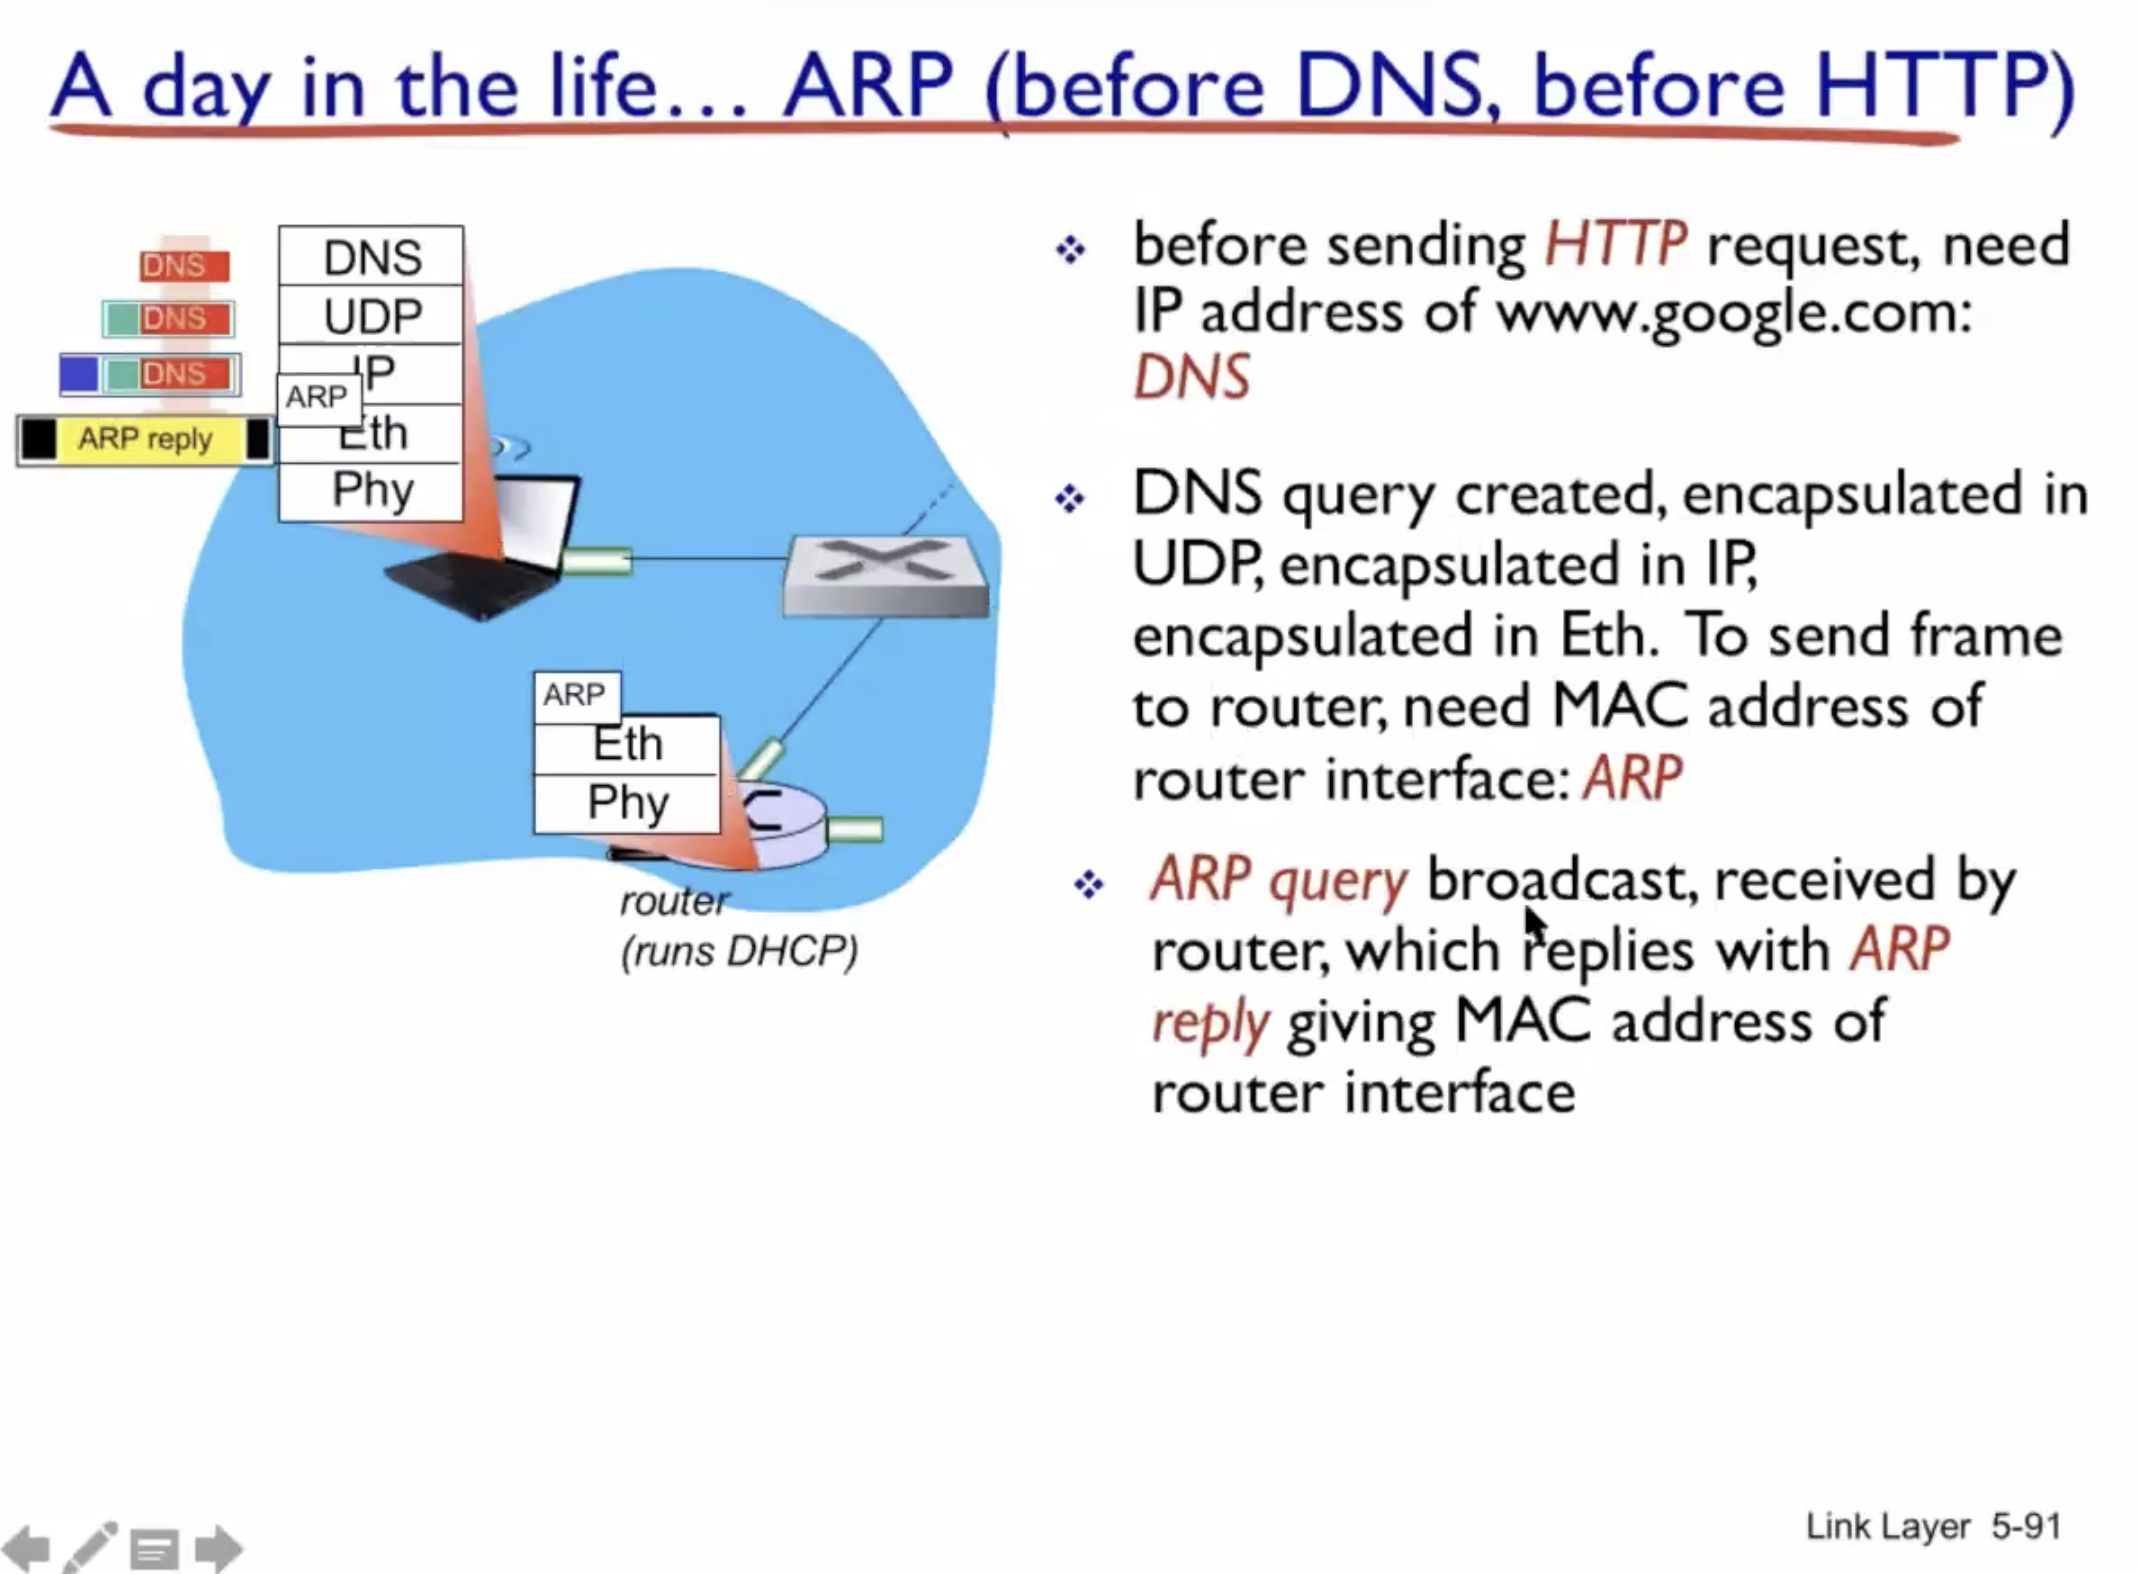 A day in the life… ARP (before DNS, before HTTP)
DNS
DNS
DNS
ARP reply
DNS
UDP
IP
ARP
Eth
Phy
ARP
Eth
Phy
router
(runs DHCP)
before sending HTTP request, need
IP address of www.google.com:
DNS
DNS query created, encapsulated in
UDP, encapsulated in IP,
encapsulated in Eth. To send frame
to router, need MAC address of
router interface: ARP
ARP query broadcast, received by
router, which replies with ARP
reply giving MAC address of
router interface
Link Layer 5-91